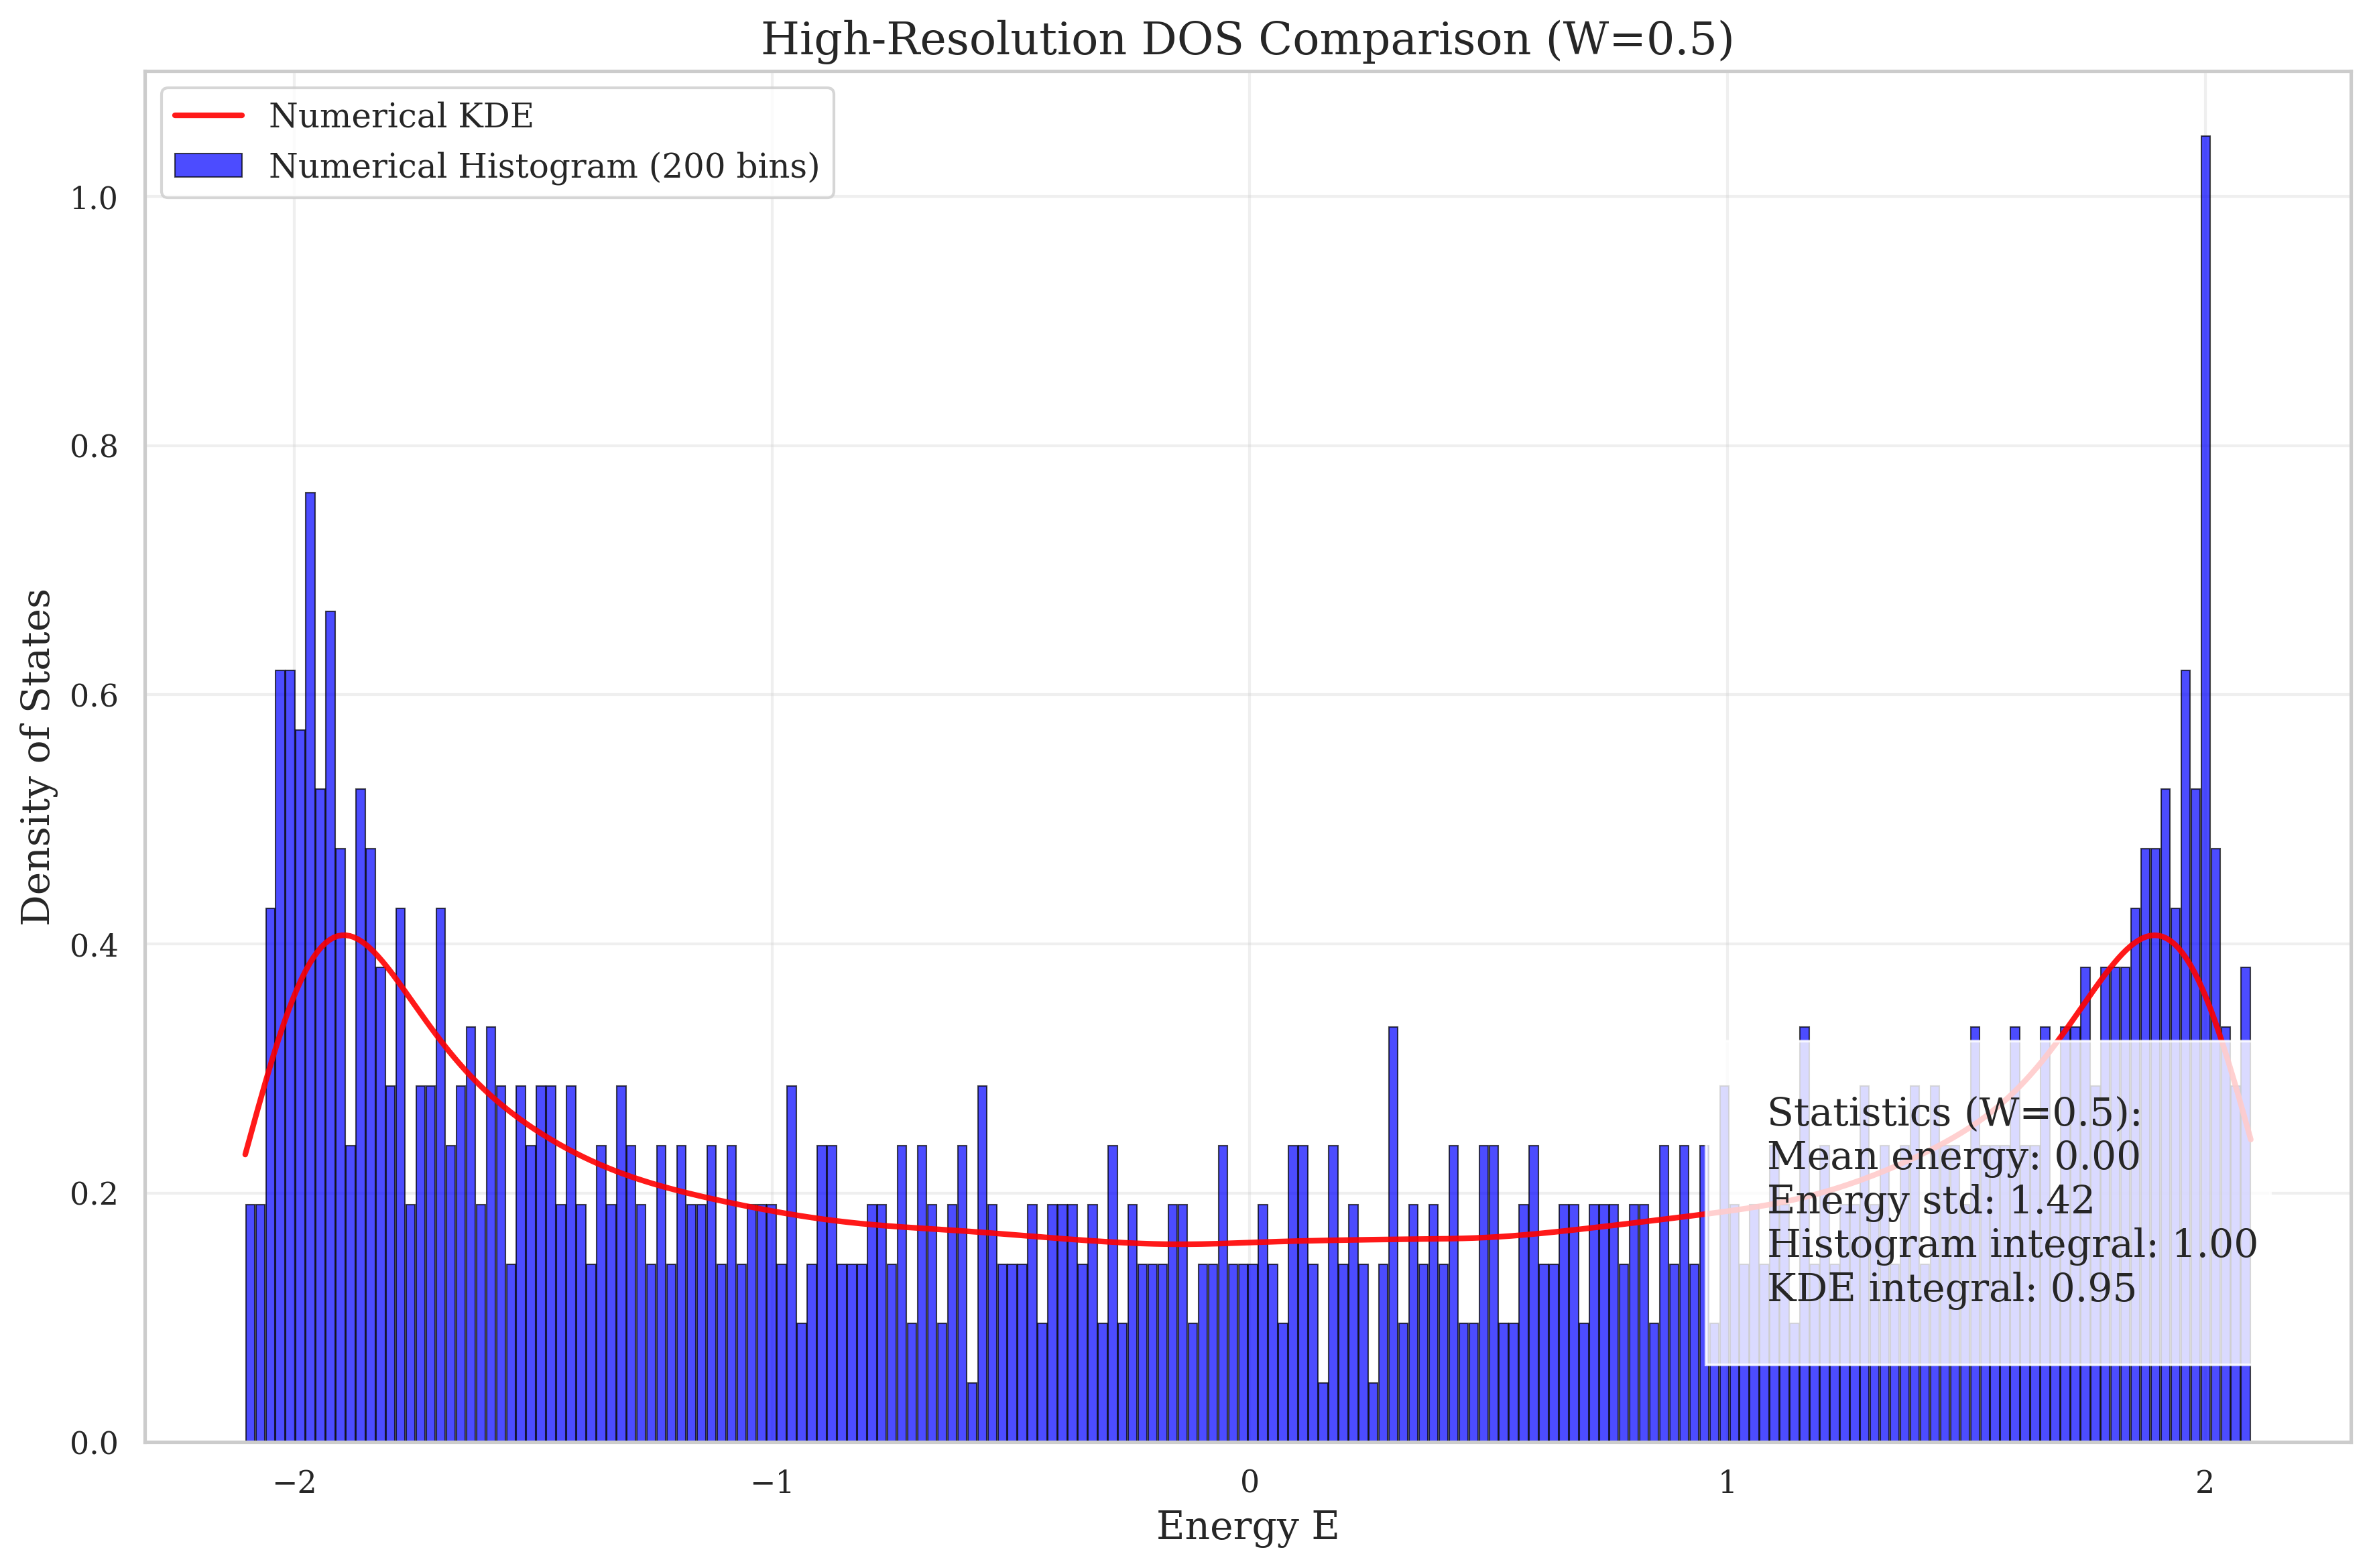 High-Resolution DOS Comparison (W=0.5)
Numerical KDE
Numerical Histogram (200 bins)
Density of States
1.0
0.8
0.6
0.4
0.2
0.0
Statistics (W=0.5):
Mean energy: 0.00
Energy std: 1.42
Histogram integral: 1.00
KDE integral: 0.95
−2
−1
0
1
2
Energy E